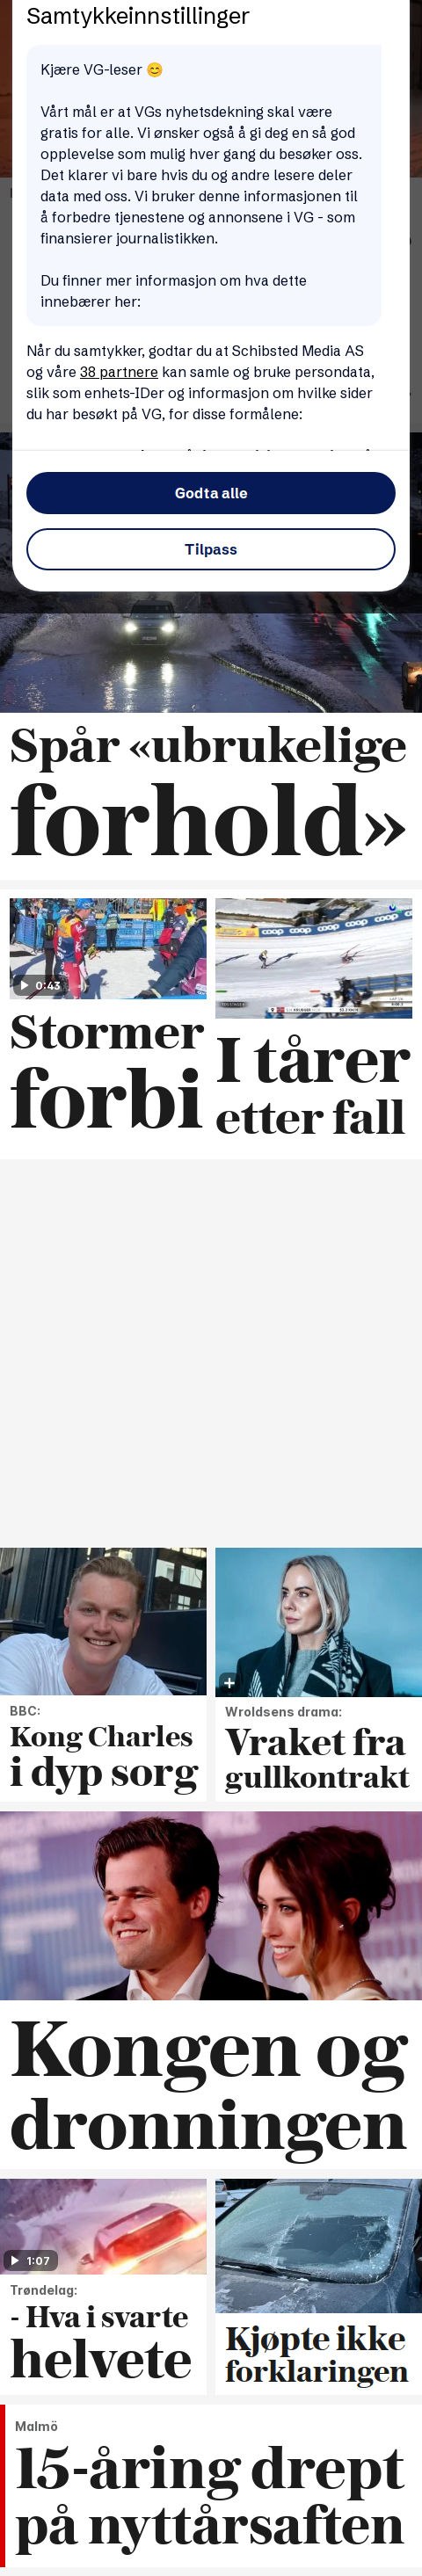 Samtykkeinnstillinger
Kjære VG-leser 😊
Vårt mål er at VGs nyhetsdekning skal være
gratis for alle. Vi ønsker også å gi deg en så god
opplevelse som mulig hver gang du besøker oss.
Det klarer vi bare hvis du og andre lesere deler
data med oss. Vi bruker denne informasjonen til
å forbedre tjenestene og annonsene i VG - som
finansierer journalistikken.
Du finner mer informasjon om hva dette
innebærer her:
Når du samtykker, godtar du at Schibsted Media AS
og våre 38 partnere kan samle og bruke persondata,
slik som enhets-IDer og informasjon om hvilke sider
du har besøkt på VG, for disse formålene:
Godta alle
Tilpass
Spår «ubrukelige
forhold»
0:43
Stormer
forbi
coop
coop
I tårer
etter fall
BBC:
Kong Charles
i dyp sorg
Wroldsens drama:
Vraket fra
gullkontrakt
Kongen og
dronningen
1:07
Trøndelag:
- Hva i svarte
helvete
Kjøpte ikke
forklaringen
Malmö
15-åring drept
på nyttårsaften